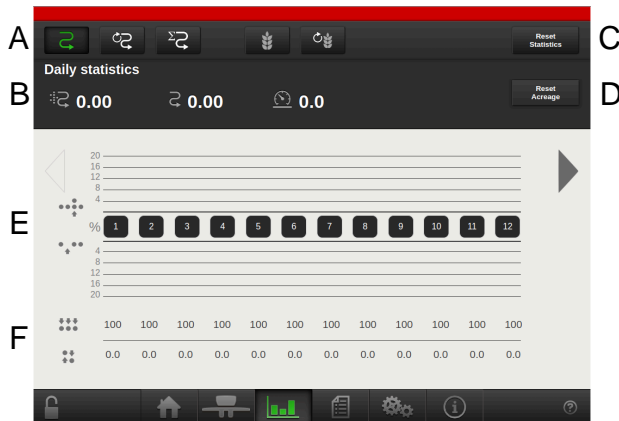 A
Σ
Reset
Statistics
C
Daily statistics
B
0.00
0.00
0.0
Reset
Acreage
D
20
16
12
8
4
E
%
1 2 3 4 5 6 7 8 9 10 11 12
4
8
12
16
20
F
100 100 100 100 100 100 100 100 100 100 100 100
0.0 0.0 0.0 0.0 0.0 0.0 0.0 0.0 0.0 0.0 0.0 0.0
i
?